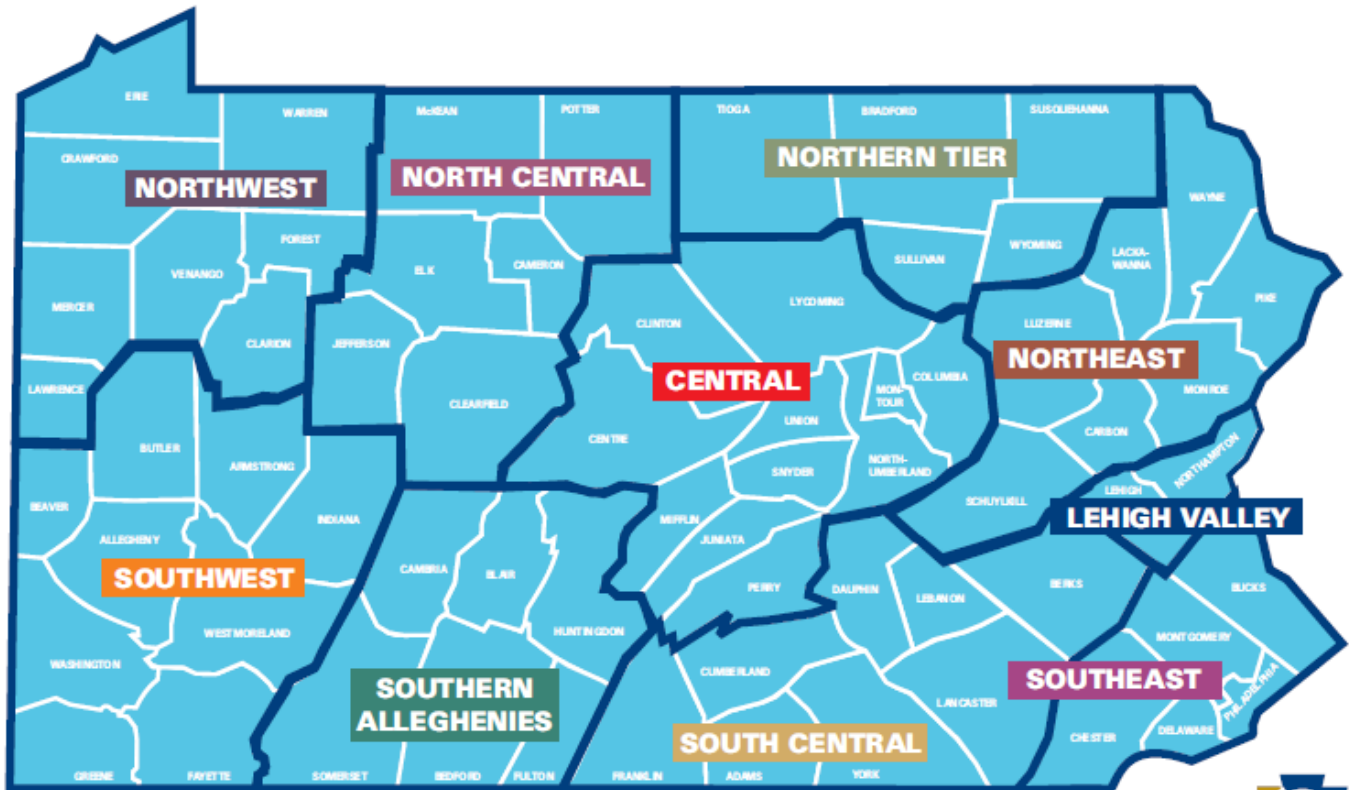 ERIE
WARREN
McKEAN
POTTER
TIOGA
BRADFORD
SUSQUEHANNA
CRAWFORD
NORTHWEST
NORTH CENTRAL
NORTHERN TIER
WAYNE
FOREST
VENANGO
ELK
CAMERON
SULLIVAN
WYOMING
LACKA-
WANNA
MERCER
LYCOMING
PIKE
CLINTON
LUZERNE
JEFFERSON
CLARION
NORTHEAST
CENTRAL
COLUMBIA
MON-
TOUR
MONROE
LAWRENCE
CLEARFIELD
UNION
CARBON
CENTRE
BUTLER
ARMSTRONG
SNYDER
NORTH-
UMBERLAND
NORTHAMPTON
LEHIGH
SCHUYLKILL
BEAVER
INDIANA
MIFFLIN
LEHIGH VALLEY
ALLEGHENY
JUNIATA
SOUTHWEST
CAMBRIA
BLAIR
PERRY
DAUPHIN
LEBANON
BERKS
BUCKS
WESTMORELAND
HUNTINGDON
MONTGOMERY
WASHINGTON
CUMBERLAND
SOUTHEAST
PHILADELPHIA
SOUTHERN
ALLEGHENIES
LANCASTER
SOUTH CENTRAL
CHESTER
DELAWARE
GREENE
FAYETTE
SOMERSET
BEDFORD
FULTON
FRANKLIN
ADAMS
YORK